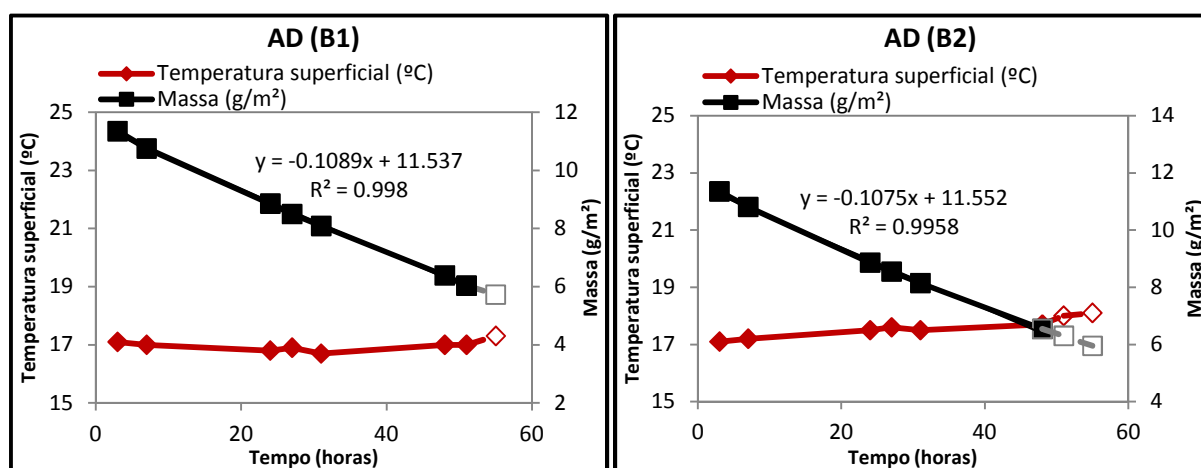 AD (B1)
Temperatura superficial (ºC)
Massa (g/m²)
Temperatura superficial (ºC)
25
23
21
19
17
15
y = -0.1089x + 11.537
R² = 0.998
12
10
8
6
4
2
Massa (g/m²)
0
20
40
60
Tempo (horas)
AD (B2)
Temperatura superficial (ºC)
Massa (g/m²)
Temperatura superficial (ºC)
25
23
21
19
17
15
y = -0.1075x + 11.552
R² = 0.9958
14
12
10
8
6
4
Massa (g/m²)
0
20
40
60
Tempo (horas)